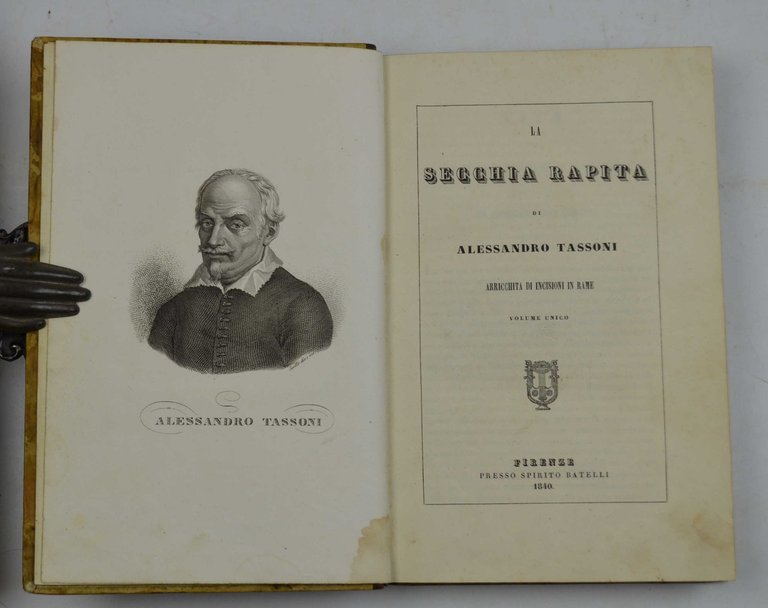 ALESSANDRO TASSONI
LA
SECCHIA RAPITA
DI
ALESSANDRO TASSONI
ARRICCHITA DI INCISIONI IN RAME
VOLUME UNICO
FIRENZE
PRESSO SPIRITO BATELLI
1840.